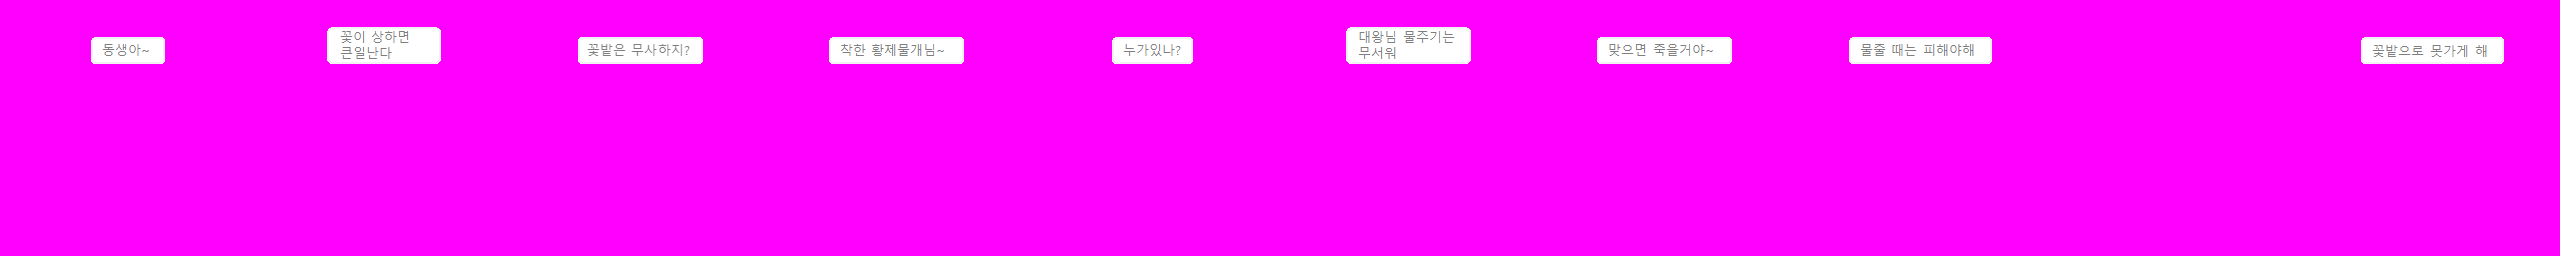 동생아~
꽃이 상하면
큰일난다
꽃밭은 무사하지?
착한 황제물개님~
누가있나?
대왕님 물주기는
무서워
맞으면 죽을거야~
물줄 때는 피해야해
꽃밭으로 못가게 해